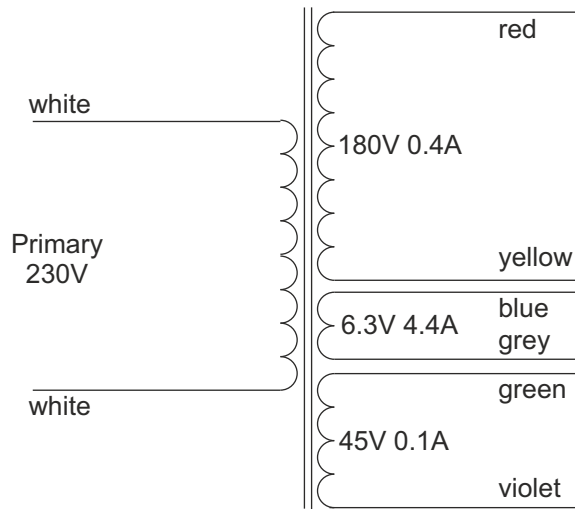 red
white
180V 0.4A
Primary
230V
yellow
blue
6.3V 4.4A
grey
white
green
45V 0.1A
violet